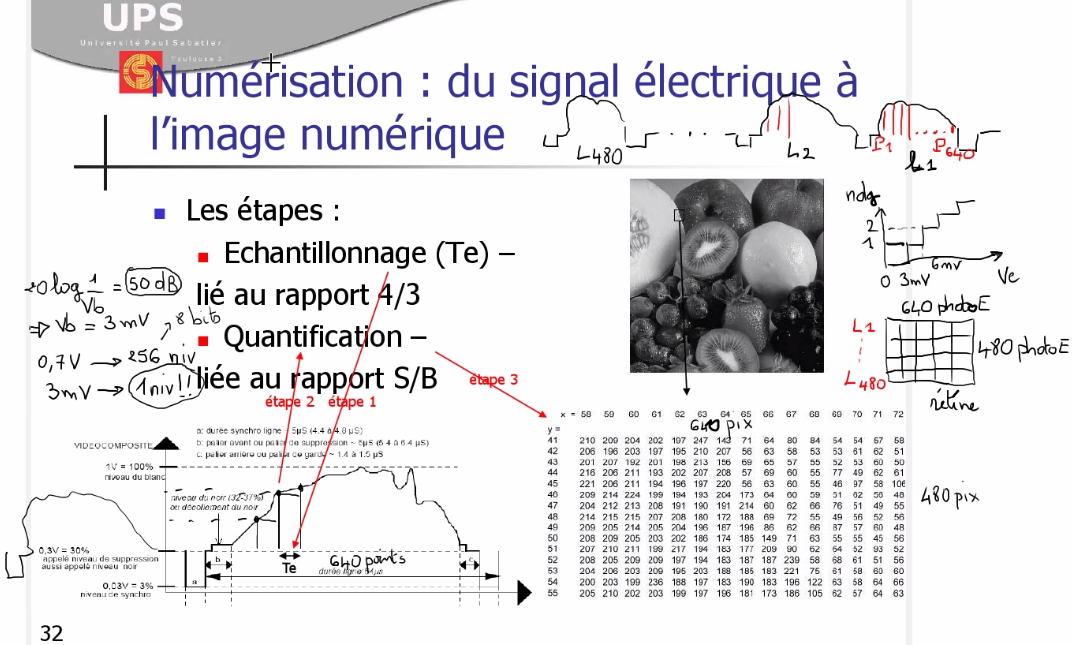 UPS
Université Paul Sabatier
Toulouse 3
Numérisation : du signal électrique à
l'image numérique
L480
L2
P1
P640
L1
Les étapes :
Echantillonnage (Te) –
lié au rapport 4/3
Quantification –
liée au rapport S/B
20 log 1/Vb = 50 dB
⇒ Vb = 3mV
8 bits
0,7V → 256 niv
3mV → 1niv!!
étape 2
étape 1
étape 3
ndg
2
1
0 3mV
6mV
Ve
640 photoE
L1
L480
480 photoE
rétine
a: durée synchro ligne ~ 5µS (4.4 à 4.8 µS)
b: palier avant ou palier de suppression ~ 6µS (5.4 à 6.4 µS)
c: palier arrière ou palier de garde ~ 1.4 à 1.5 µS
VIDEOCOMPOSITE
1V = 100%
niveau du blanc
niveau du noir (32-37%)
ou décollement du noir
0,3V = 30%
appelé niveau de suppression
aussi appelé niveau noir
0,03V = 3%
niveau de synchro
a
b
c
Te
640 points
durée ligne 64µs
640 pix
480 pix
x = 58 59 60 61 62 63 64 65 66 67 68 69 70 71 72
y =
41 210 209 204 202 197 247 143 71 64 80 84 54 54 57 58
42 206 196 203 197 195 210 207 56 63 58 53 53 61 62 51
43 201 207 192 201 198 213 156 69 65 57 55 52 53 60 50
44 216 206 211 193 202 207 208 57 69 60 55 77 49 62 61
45 221 206 211 194 196 197 220 56 63 60 55 46 97 58 106
46 209 214 224 199 194 193 204 173 64 60 59 51 62 56 48
47 204 212 213 208 191 190 191 214 60 62 66 76 51 49 55
48 214 215 215 207 208 180 172 188 69 72 55 49 56 52 56
49 209 205 214 205 204 196 187 196 86 62 66 87 57 60 48
50 208 209 205 203 202 186 174 185 149 71 63 55 55 45 56
51 207 210 211 199 217 194 183 177 209 90 62 64 52 93 52
52 208 205 209 209 197 194 183 187 187 239 58 68 61 51 56
53 204 206 203 209 195 203 188 185 183 221 75 61 58 60 60
54 200 203 199 236 188 197 183 190 183 196 122 63 58 64 66
55 205 210 202 203 199 197 196 181 173 186 105 62 57 64 63
32